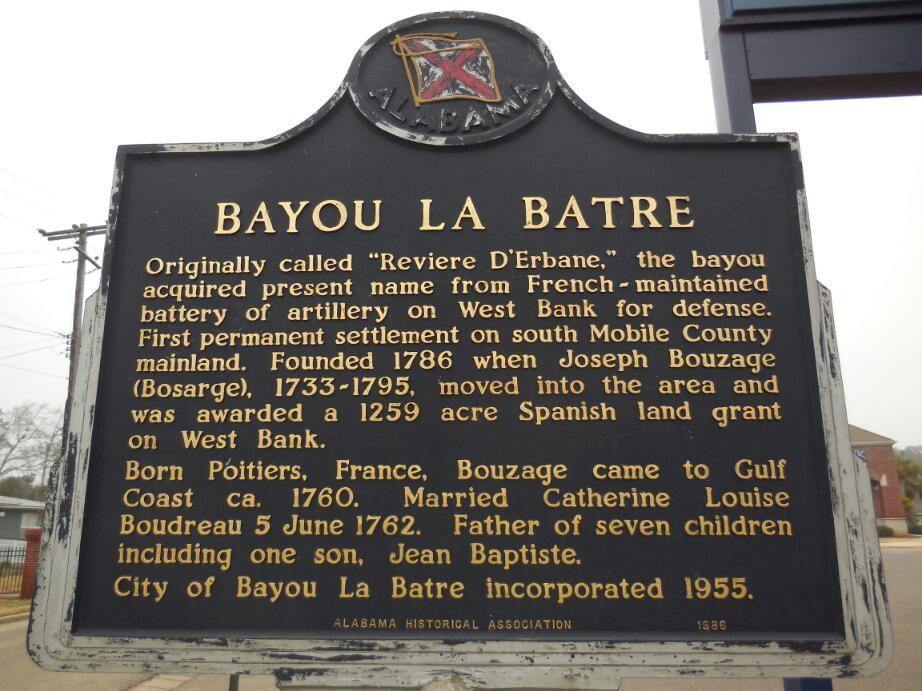 ALABAMA
BAYOU LA BATRE
Originally called "Reviere D'Erbane," the bayou
acquired present name from French-maintained
battery of artillery on West Bank for defense.
First permanent settlement on south Mobile County
mainland. Founded 1786 when Joseph Bouzage
(Bosarge), 1733-1795, moved into the area and
was awarded a 1259 acre Spanish land grant
on West Bank.
Born Poitiers, France, Bouzage came to Gulf
Coast ca. 1760. Married Catherine Louise
Boudreau 5 June 1762. Father of seven children
including one son, Jean Baptiste.
City of Bayou La Batre incorporated 1955.
ALABAMA HISTORICAL ASSOCIATION 1986